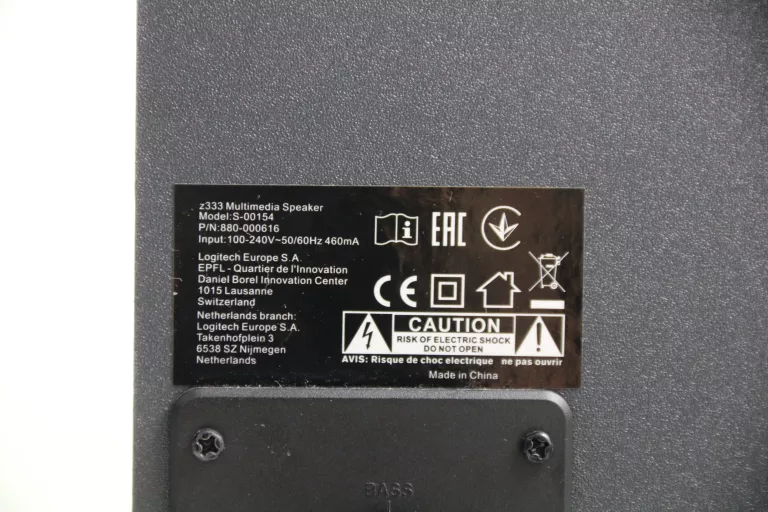 z333 Multimedia Speaker
Model:S-00154
P/N:880-000616
Input:100-240V~50/60Hz 460mA
Logitech Europe S.A.
EPFL - Quartier de l'Innovation
Daniel Borel Innovation Center
1015 Lausanne
Switzerland
Netherlands branch:
Logitech Europe S.A.
Takenhofplein 3
6538 SZ Nijmegen
Netherlands
i EAC
CE
CAUTION
RISK OF ELECTRIC SHOCK
DO NOT OPEN
AVIS: Risque de choc electrique ne pas ouvrir
Made in China
BASS